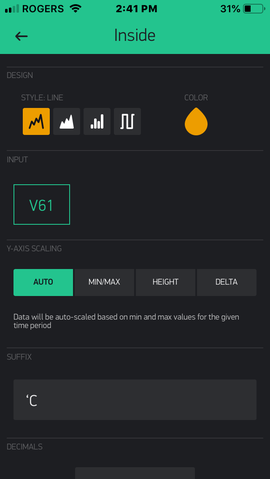 ROGERS 2:41 PM 31%
Inside
DESIGN
STYLE: LINE COLOR
INPUT
V61
Y-AXIS SCALING
AUTO MIN/MAX HEIGHT DELTA
Data will be auto-scaled based on min and max values for the given
time period
SUFFIX
'C
DECIMALS